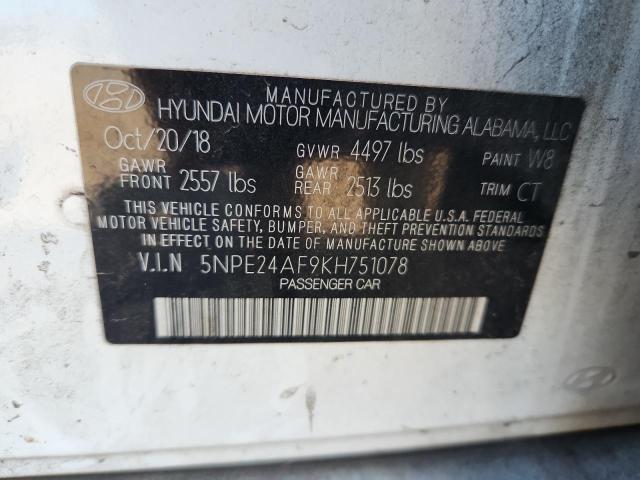 MANUFACTURED BY
HYUNDAI MOTOR MANUFACTURING ALABAMA, LLC
Oct/20/18 GVWR 4497 lbs PAINT W8
GAWR FRONT 2557 lbs GAWR REAR 2513 lbs TRIM CT
THIS VEHICLE CONFORMS TO ALL APPLICABLE U.S.A. FEDERAL
MOTOR VEHICLE SAFETY, BUMPER, AND THEFT PREVENTION STANDARDS
IN EFFECT ON THE DATE OF MANUFACTURE SHOWN ABOVE.
V.I.N 5NPE24AF9KH751078
PASSENGER CAR